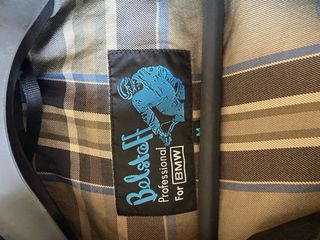 Belstaff
Professional
For BMW
M